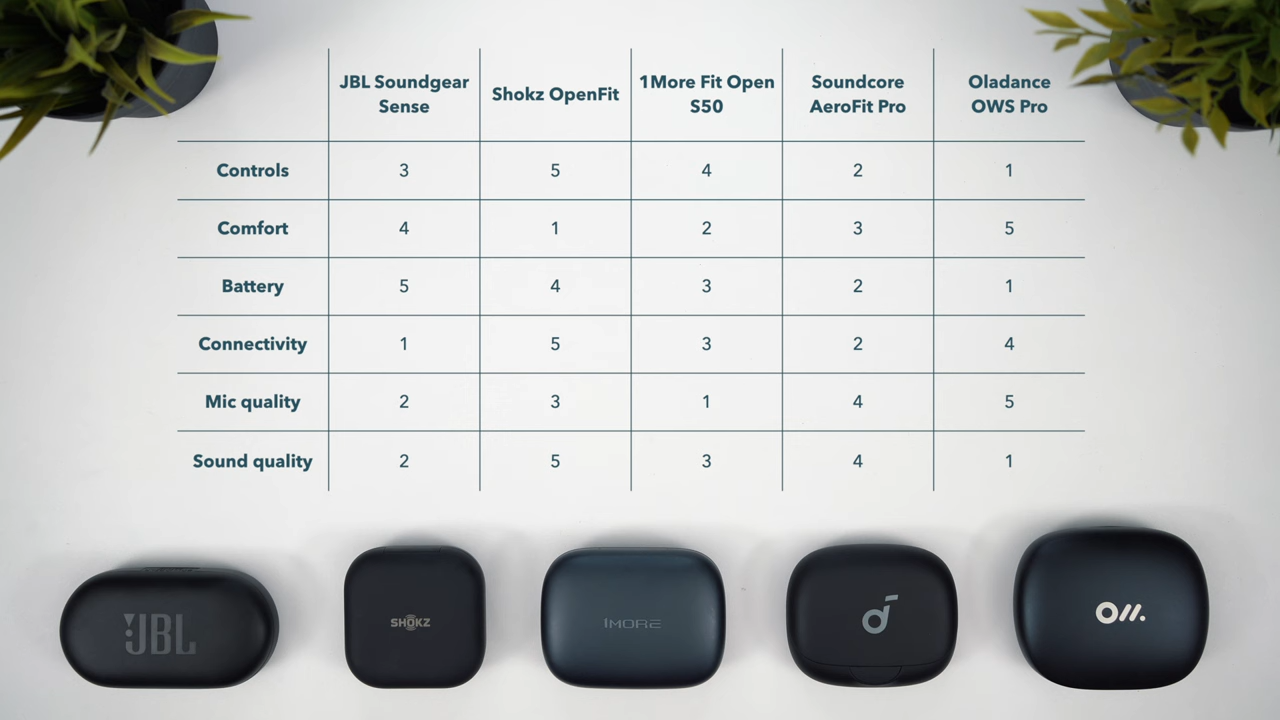 JBL Soundgear
Sense
Shokz OpenFit
1More Fit Open
S50
Soundcore
AeroFit Pro
Oladance
OWS Pro
Controls 3 5 4 2 1
Comfort 4 1 2 3 5
Battery 5 4 3 2 1
Connectivity 1 5 3 2 4
Mic quality 2 3 1 4 5
Sound quality 2 5 3 4 1
JBL
SHOKZ
1MORE